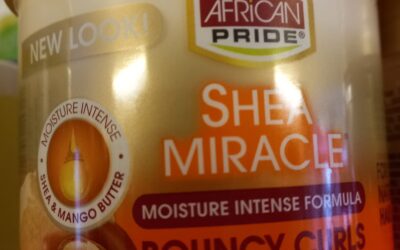 AFRICAN
PRIDE®
NEW LOOK!
SHEA
MIRACLE
MOISTURE INTENSE
SHEA & MANGO BUTTER
MOISTURE INTENSE FORMULA
BOUNCY CURLS